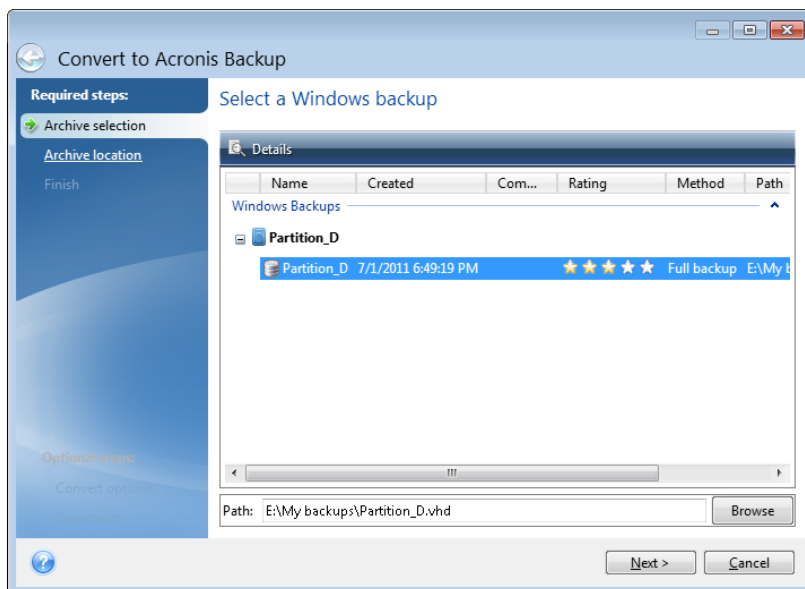 Convert to Acronis Backup
Required steps:
Archive selection
Archive location
Finish
Optional steps:
Convert options
Select a Windows backup
Details
Name Created Com... Rating Method Path
Windows Backups
Partition_D
Partition_D 7/1/2011 6:49:19 PM Full backup E:\My b
Path: E:\My backups\Partition_D.vhd Browse
Next > Cancel